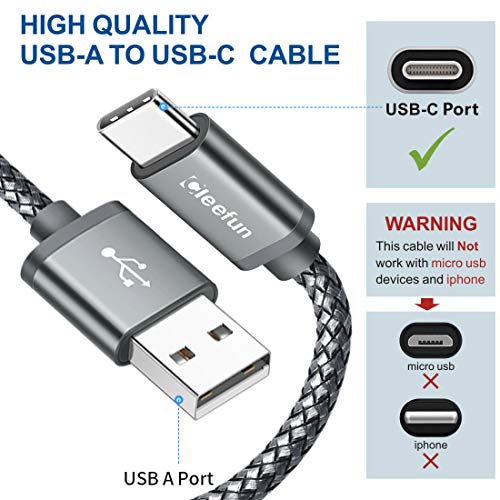 HIGH QUALITY
USB-A TO USB-C CABLE
USB-C Port
Cleefun
WARNING
This cable will Not
work with micro usb
devices and iphone
micro usb
iphone
USB A Port